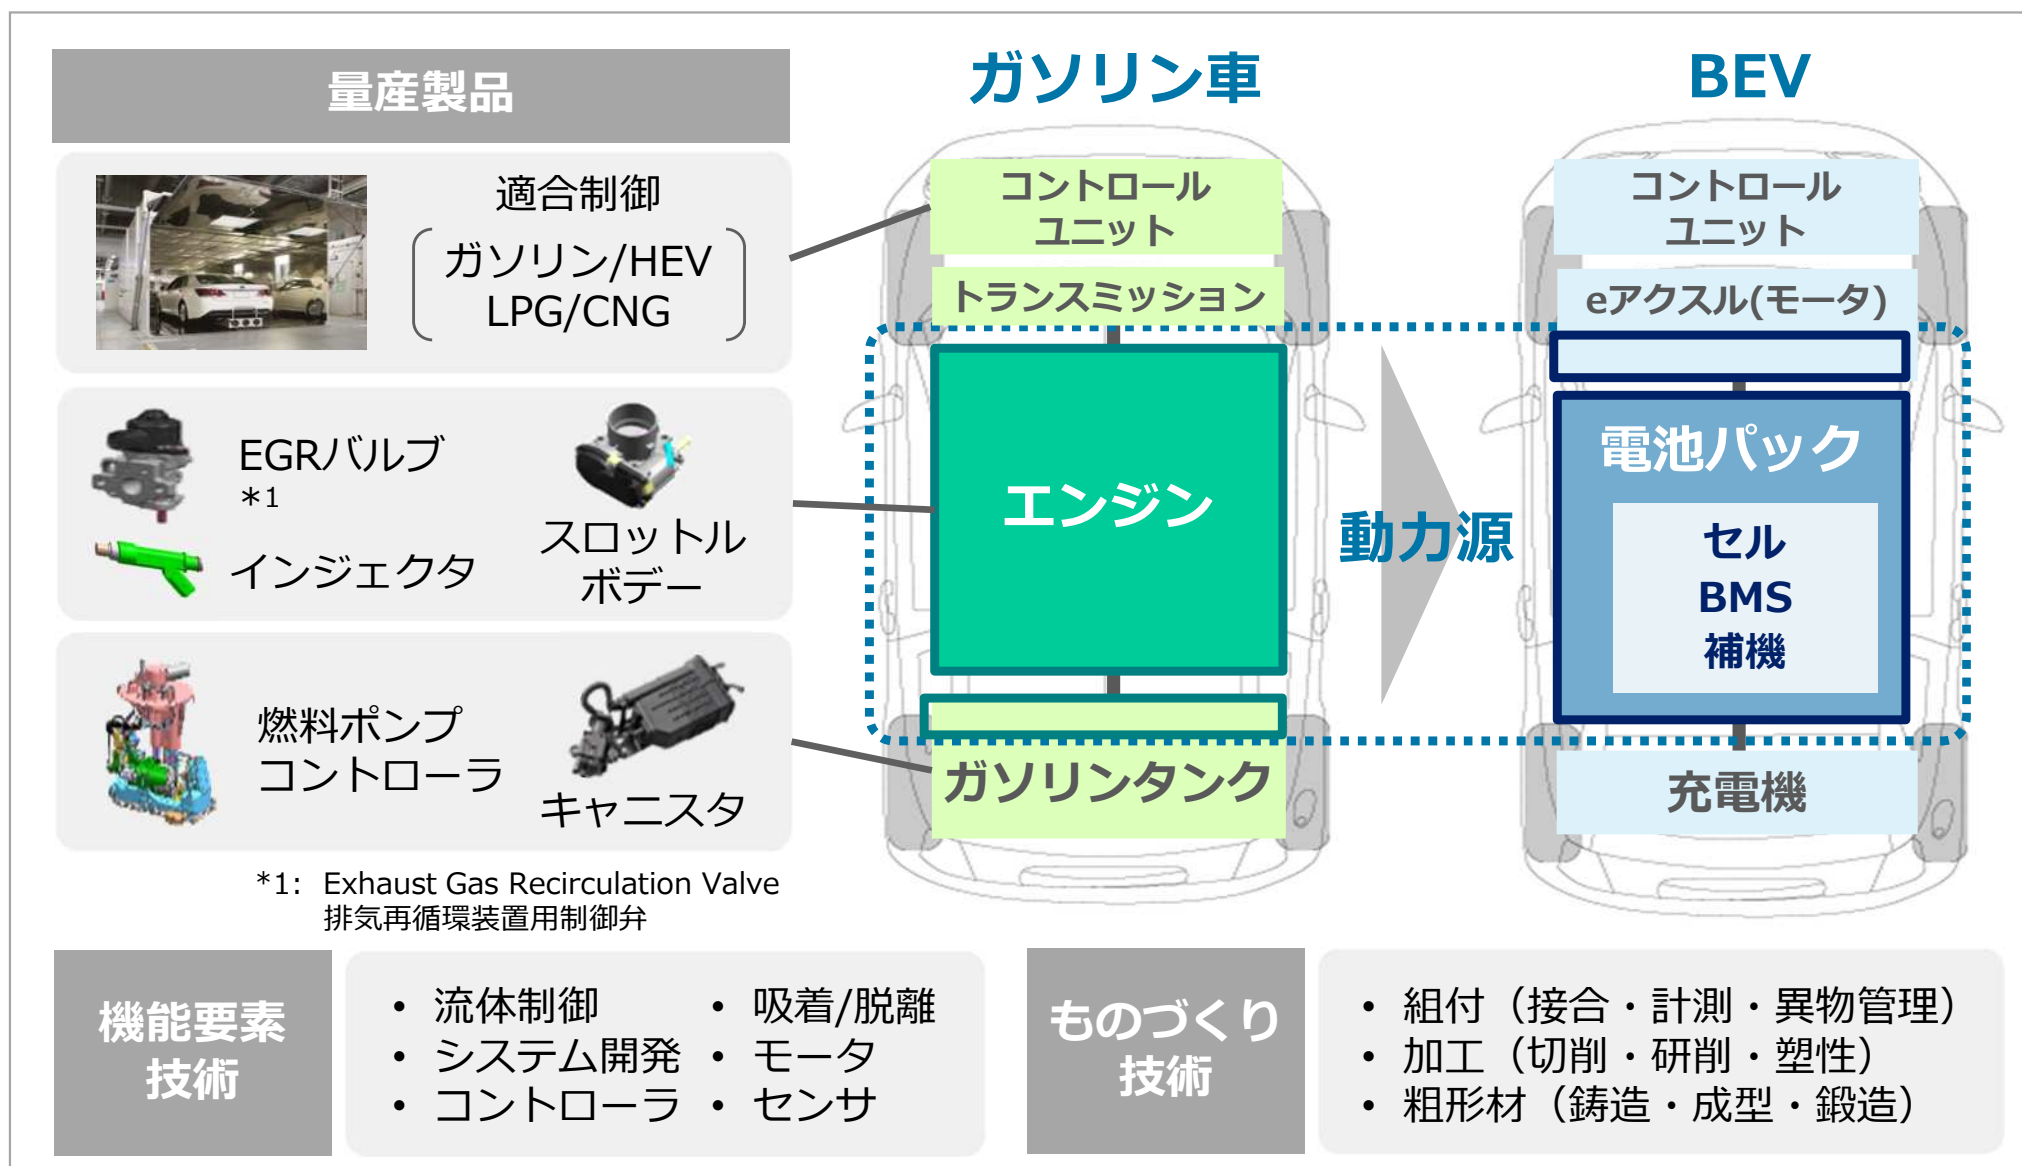 量産製品
適合制御
ガソリン/HEV
LPG/CNG
EGRバルブ
*1
インジェクタ
スロットル
ボデー
燃料ポンプ
コントローラ
キャニスタ
*1: Exhaust Gas Recirculation Valve
排気再循環装置用制御弁
ガソリン車
コントロール
ユニット
トランスミッション
エンジン
ガソリンタンク
動力源
BEV
コントロール
ユニット
eアクスル(モータ)
電池パック
セル
BMS
補機
充電機
機能要素
技術
• 流体制御
• システム開発
• コントローラ
• 吸着/脱離
• モータ
• センサ
ものづくり
技術
• 組付（接合・計測・異物管理）
• 加工（切削・研削・塑性）
• 粗形材（鋳造・成型・鍛造）